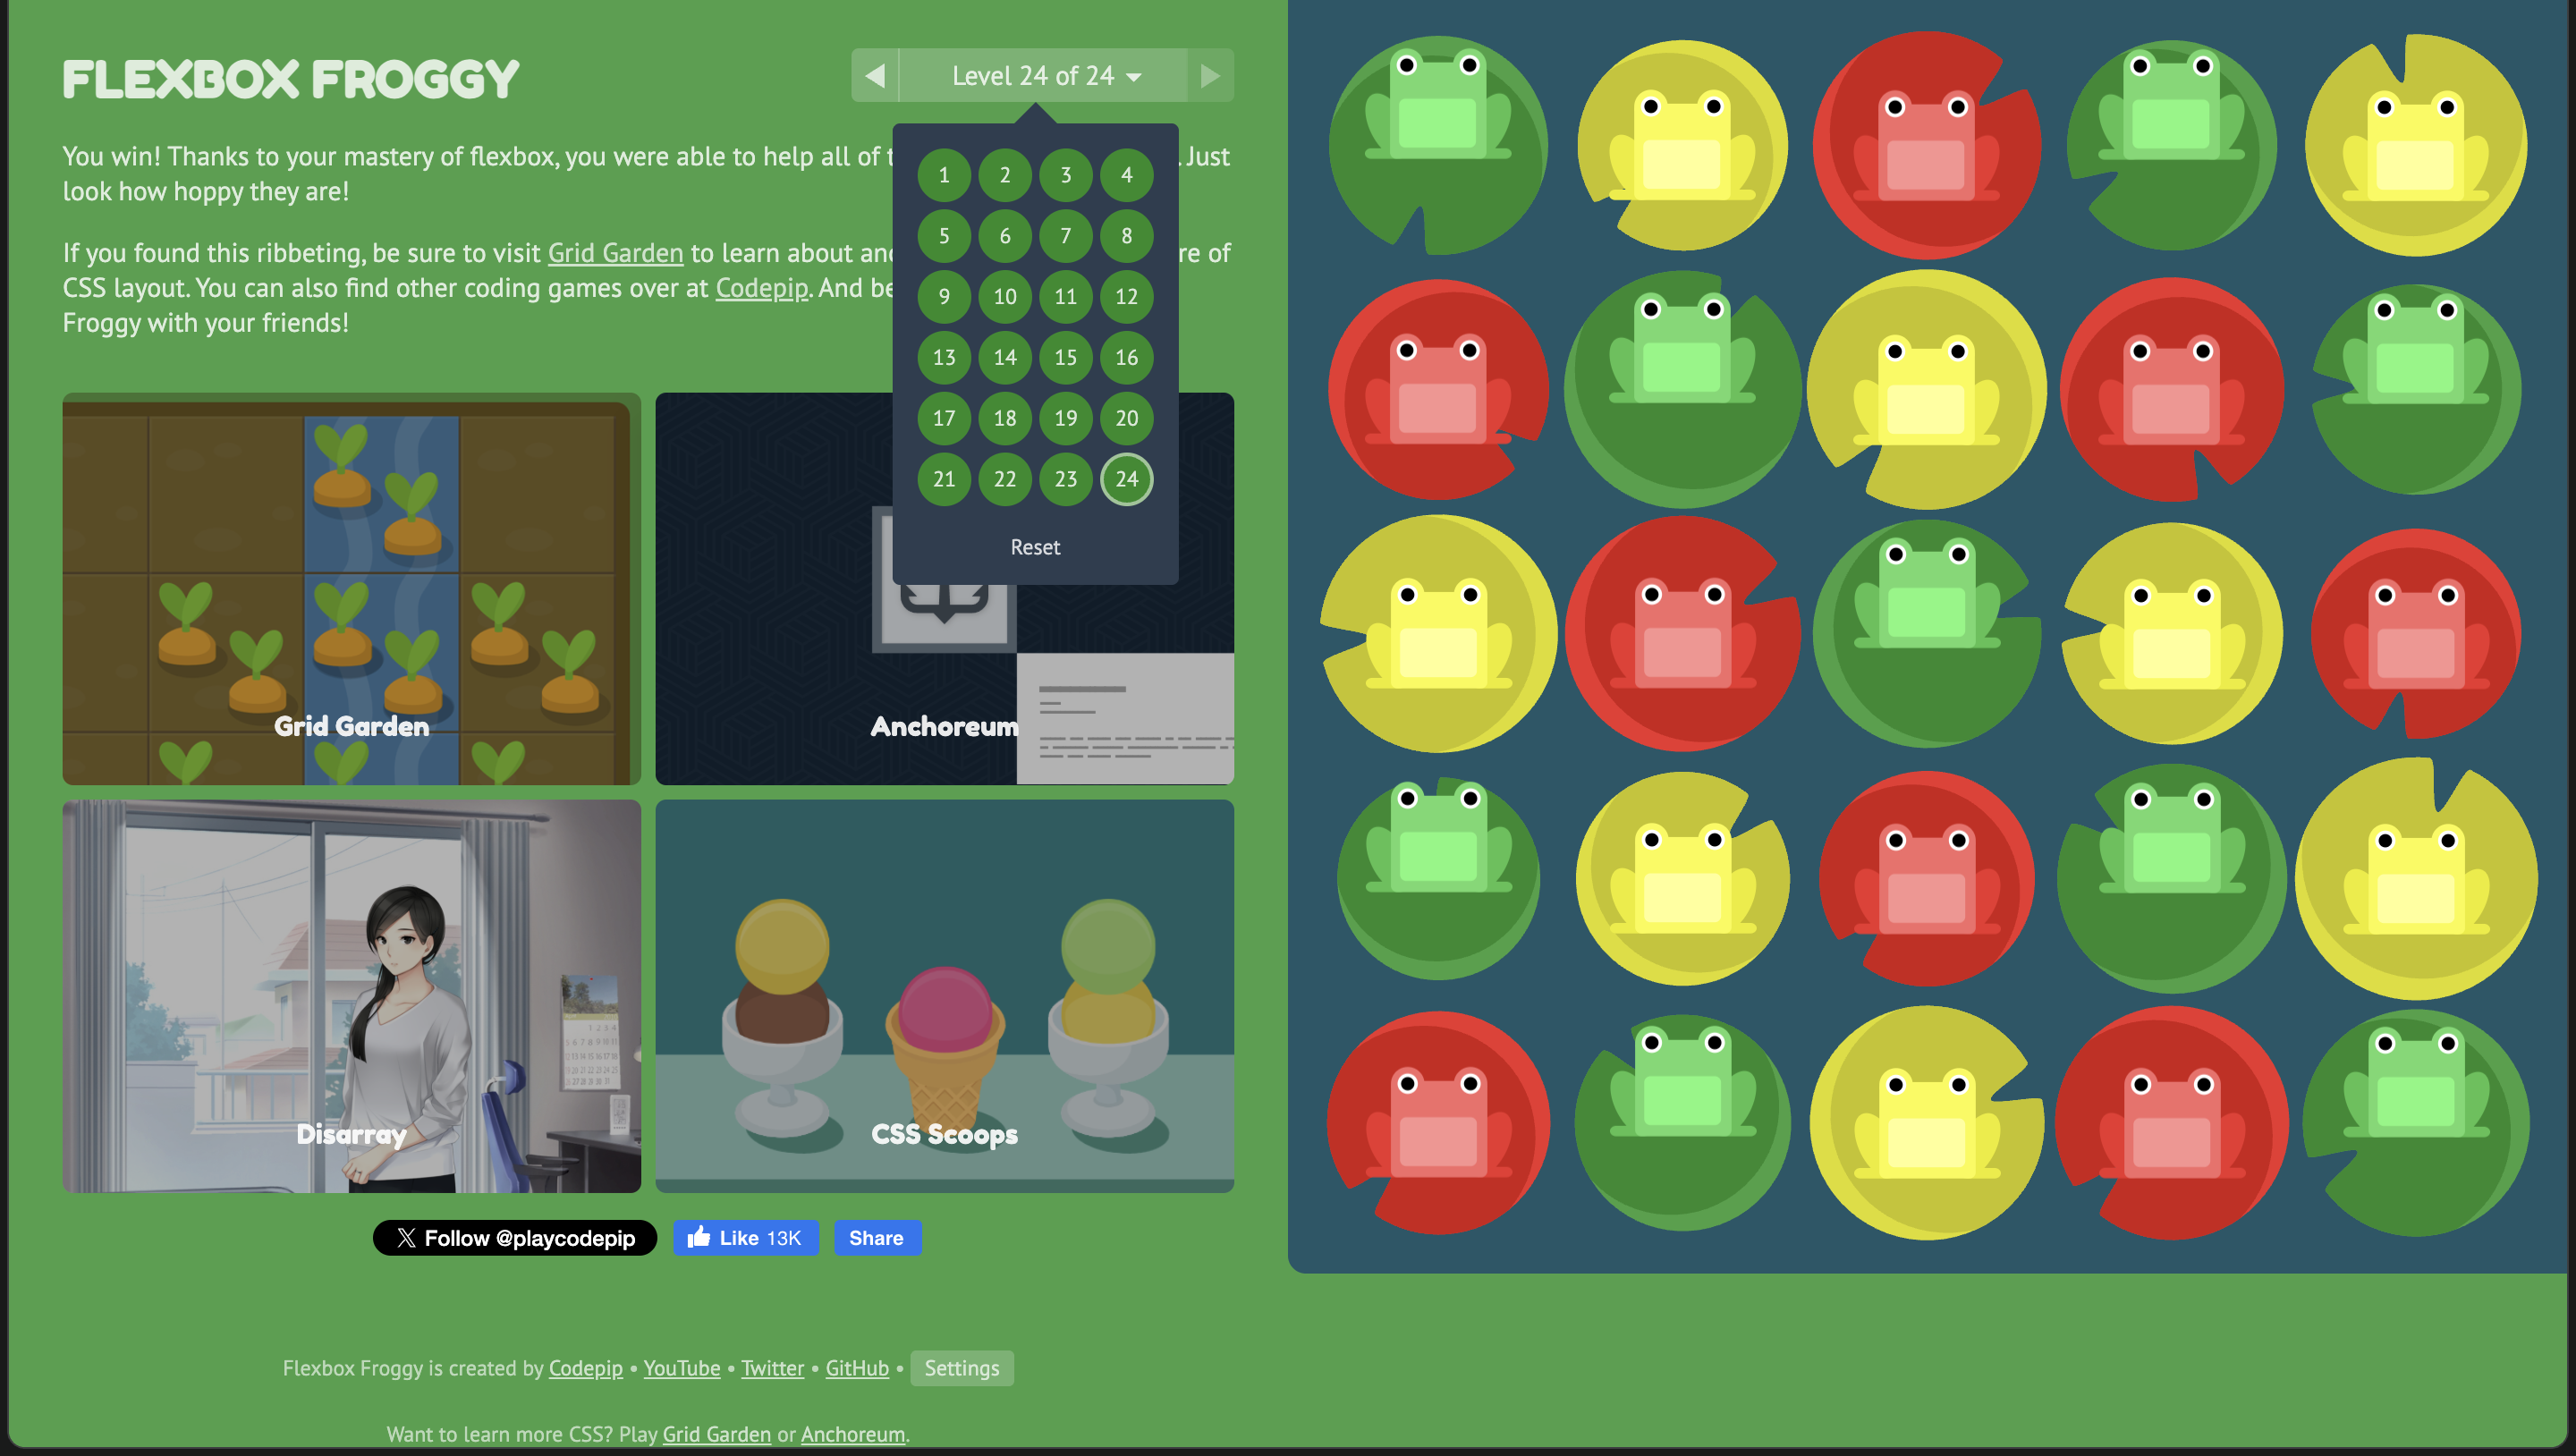 FLEXBOX FROGGY
Level 24 of 24
You win! Thanks to your mastery of flexbox, you were able to help all of Just
look how hoppy they are!
If you found this ribbeting, be sure to visit Grid Garden to learn about re of
CSS layout. You can also find other coding games over at Codepip. And
Froggy with your friends!
1 2 3 4
5 6 7 8
9 10 11 12
13 14 15 16
17 18 19 20
21 22 23 24
Reset
Grid Garden
Anchoreum
Disarray
CSS Scoops
Follow @playcodepip
Like 13K
Share
Flexbox Froggy is created by Codepip • YouTube • Twitter • GitHub • Settings
Want to learn more CSS? Play Grid Garden or Anchoreum.